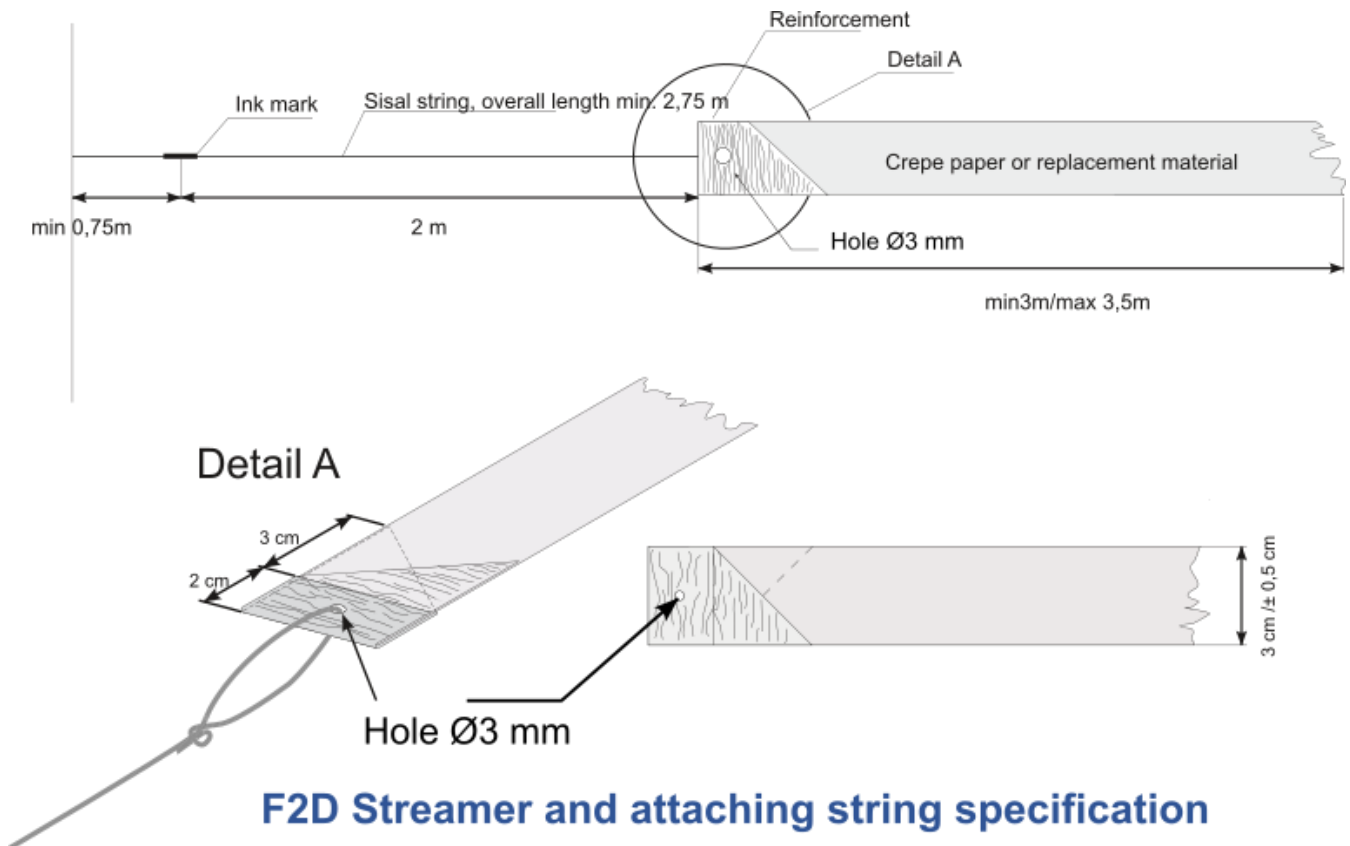 Reinforcement
Detail A
Ink mark
Sisal string, overall length min. 2,75 m
Crepe paper or replacement material
min 0,75m
2 m
Hole Ø3 mm
min3m/max 3,5m
Detail A
3 cm
2 cm
3 cm /± 0,5 cm
Hole Ø3 mm
F2D Streamer and attaching string specification